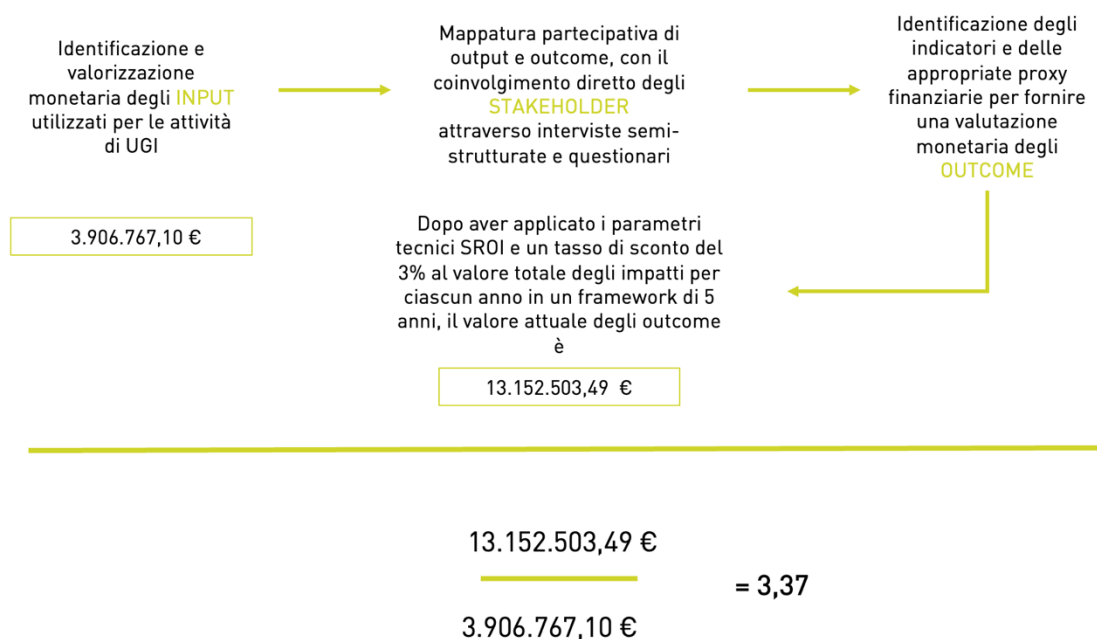 Identificazione e
valorizzazione
monetaria degli INPUT
utilizzati per le attività
di UGI
3.906.767,10 €
Mappatura partecipativa di
output e outcome, con il
coinvolgimento diretto degli
STAKEHOLDER
attraverso interviste semi-
strutturate e questionari
Identificazione degli
indicatori e delle
appropriate proxy
finanziarie per fornire
una valutazione
monetaria degli
OUTCOME
Dopo aver applicato i parametri
tecnici SROI e un tasso di sconto del
3% al valore totale degli impatti per
ciascun anno in un framework di 5
anni, il valore attuale degli outcome
è
13.152.503,49 €
13.152.503,49 €
= 3,37
3.906.767,10 €